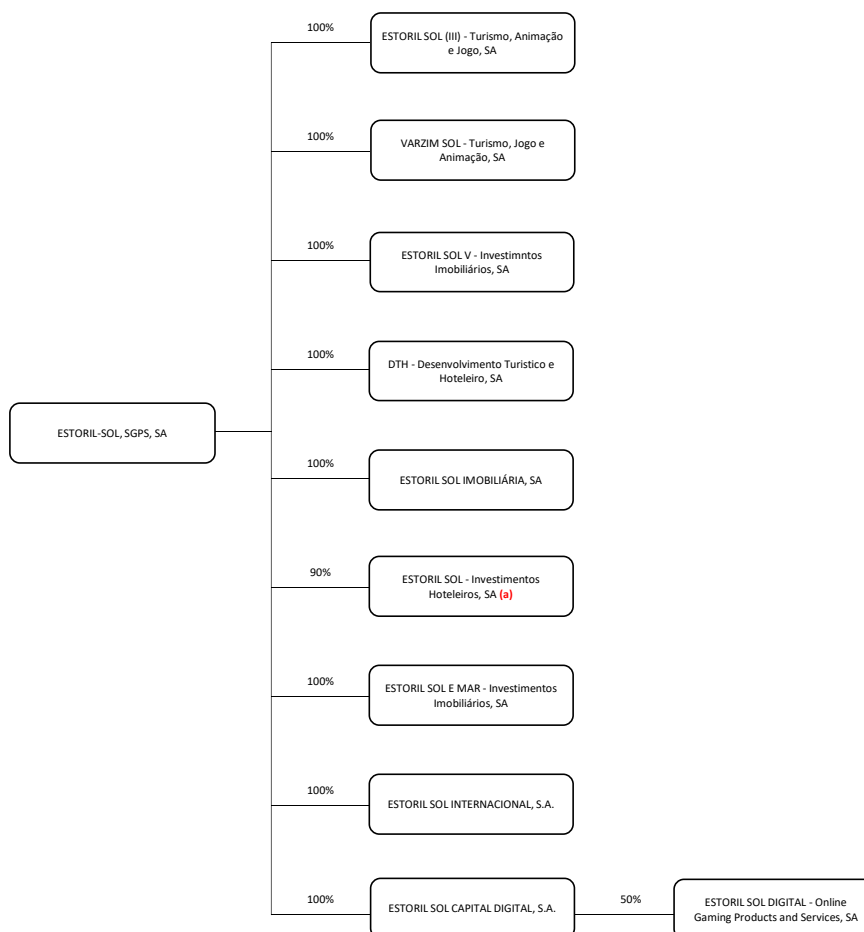 100%
ESTORIL SOL (III) - Turismo, Animação
e Jogo, SA
100%
VARZIM SOL - Turismo, Jogo e
Animação, SA
100%
ESTORIL SOL V - Investimntos
Imobiliários, SA
100%
DTH - Desenvolvimento Turistico e
Hoteleiro, SA
ESTORIL-SOL, SGPS, SA
100%
ESTORIL SOL IMOBILIÁRIA, SA
90%
ESTORIL SOL - Investimentos
Hoteleiros, SA (a)
100%
ESTORIL SOL E MAR - Investimentos
Imobiliários, SA
100%
ESTORIL SOL INTERNACIONAL, S.A.
100%
ESTORIL SOL CAPITAL DIGITAL, S.A.
50%
ESTORIL SOL DIGITAL - Online
Gaming Products and Services, SA